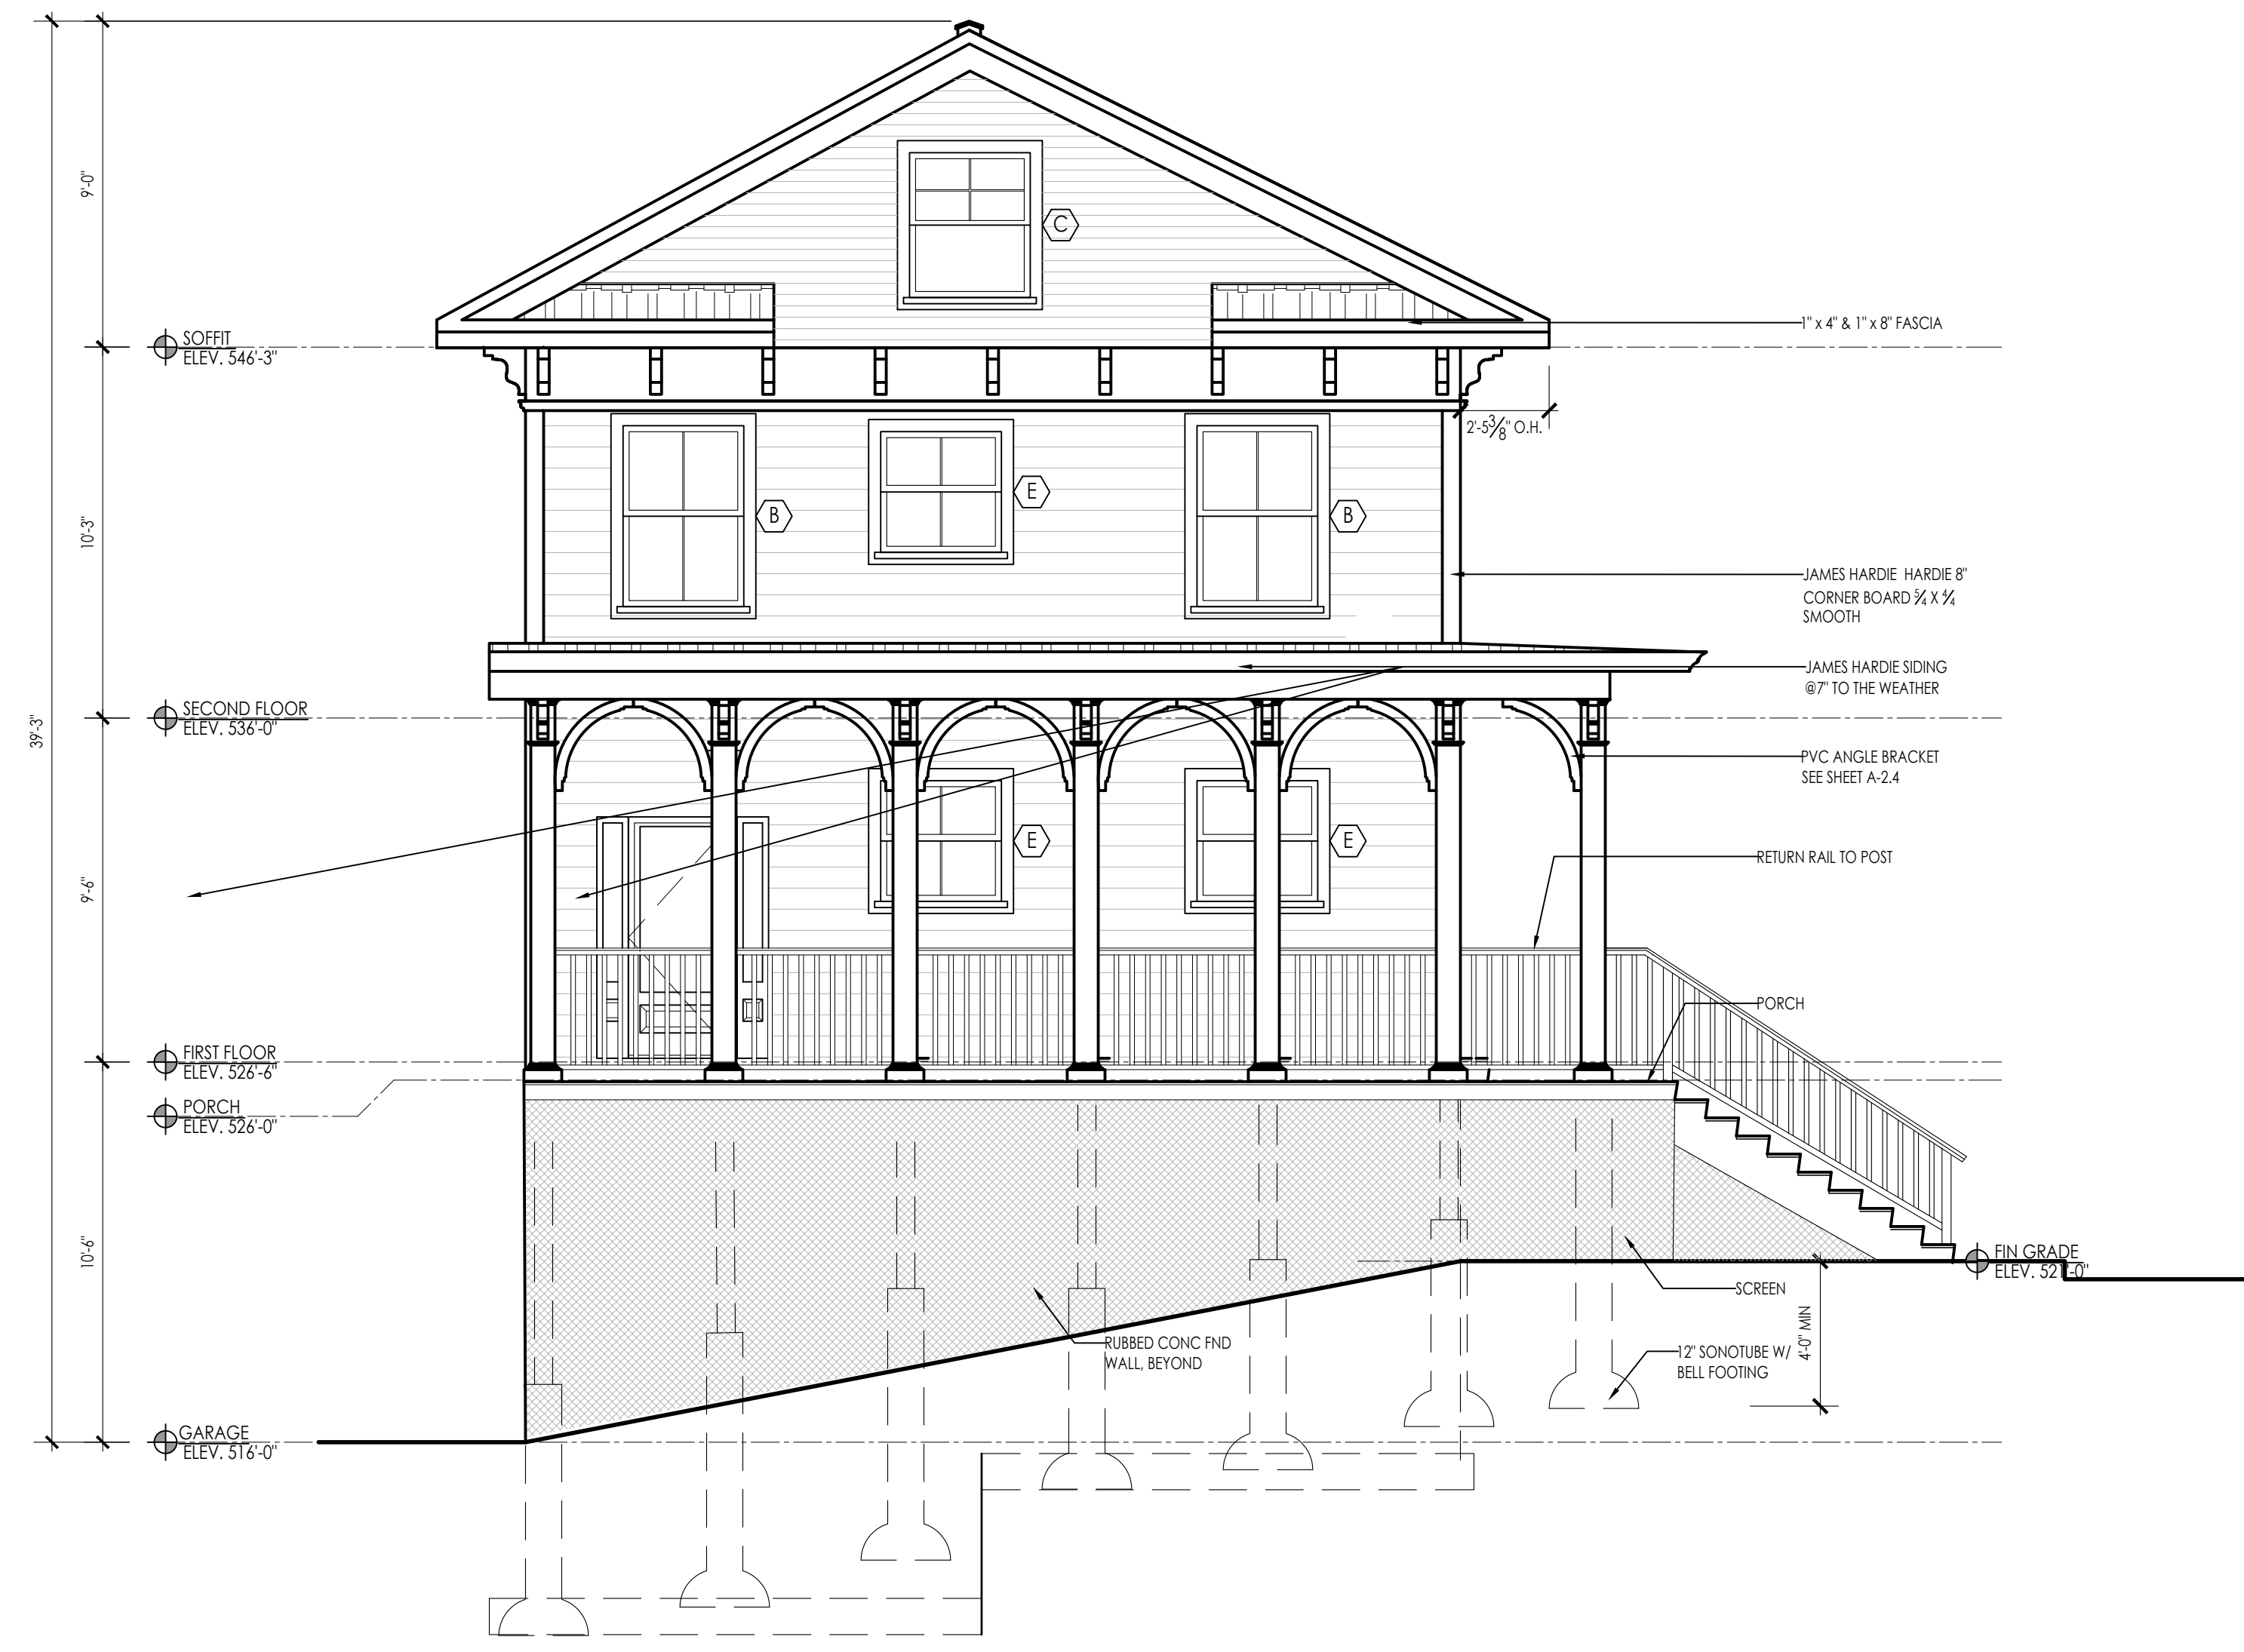 9'-0"
C
SOFFIT
ELEV. 546'-3"
1" x 4" & 1" x 8" FASCIA
2'-5 3/8" O.H.
10'-3"
B
E
B
JAMES HARDIE  HARDIE 8"
CORNER BOARD 5/4 X 4/4
SMOOTH
JAMES HARDIE SIDING
@7" TO THE WEATHER
SECOND FLOOR
ELEV. 536'-0"
39'-3"
PVC ANGLE BRACKET
SEE SHEET A-2.4
E
E
RETURN RAIL TO POST
9'-6"
PORCH
FIRST FLOOR
ELEV. 526'-6"
PORCH
ELEV. 526'-0"
10'-6"
FIN GRADE
ELEV. 521'-0"
SCREEN
4'-0" MIN
RUBBED CONC FND
WALL, BEYOND
12" SONOTUBE W/
BELL FOOTING
GARAGE
ELEV. 516'-0"